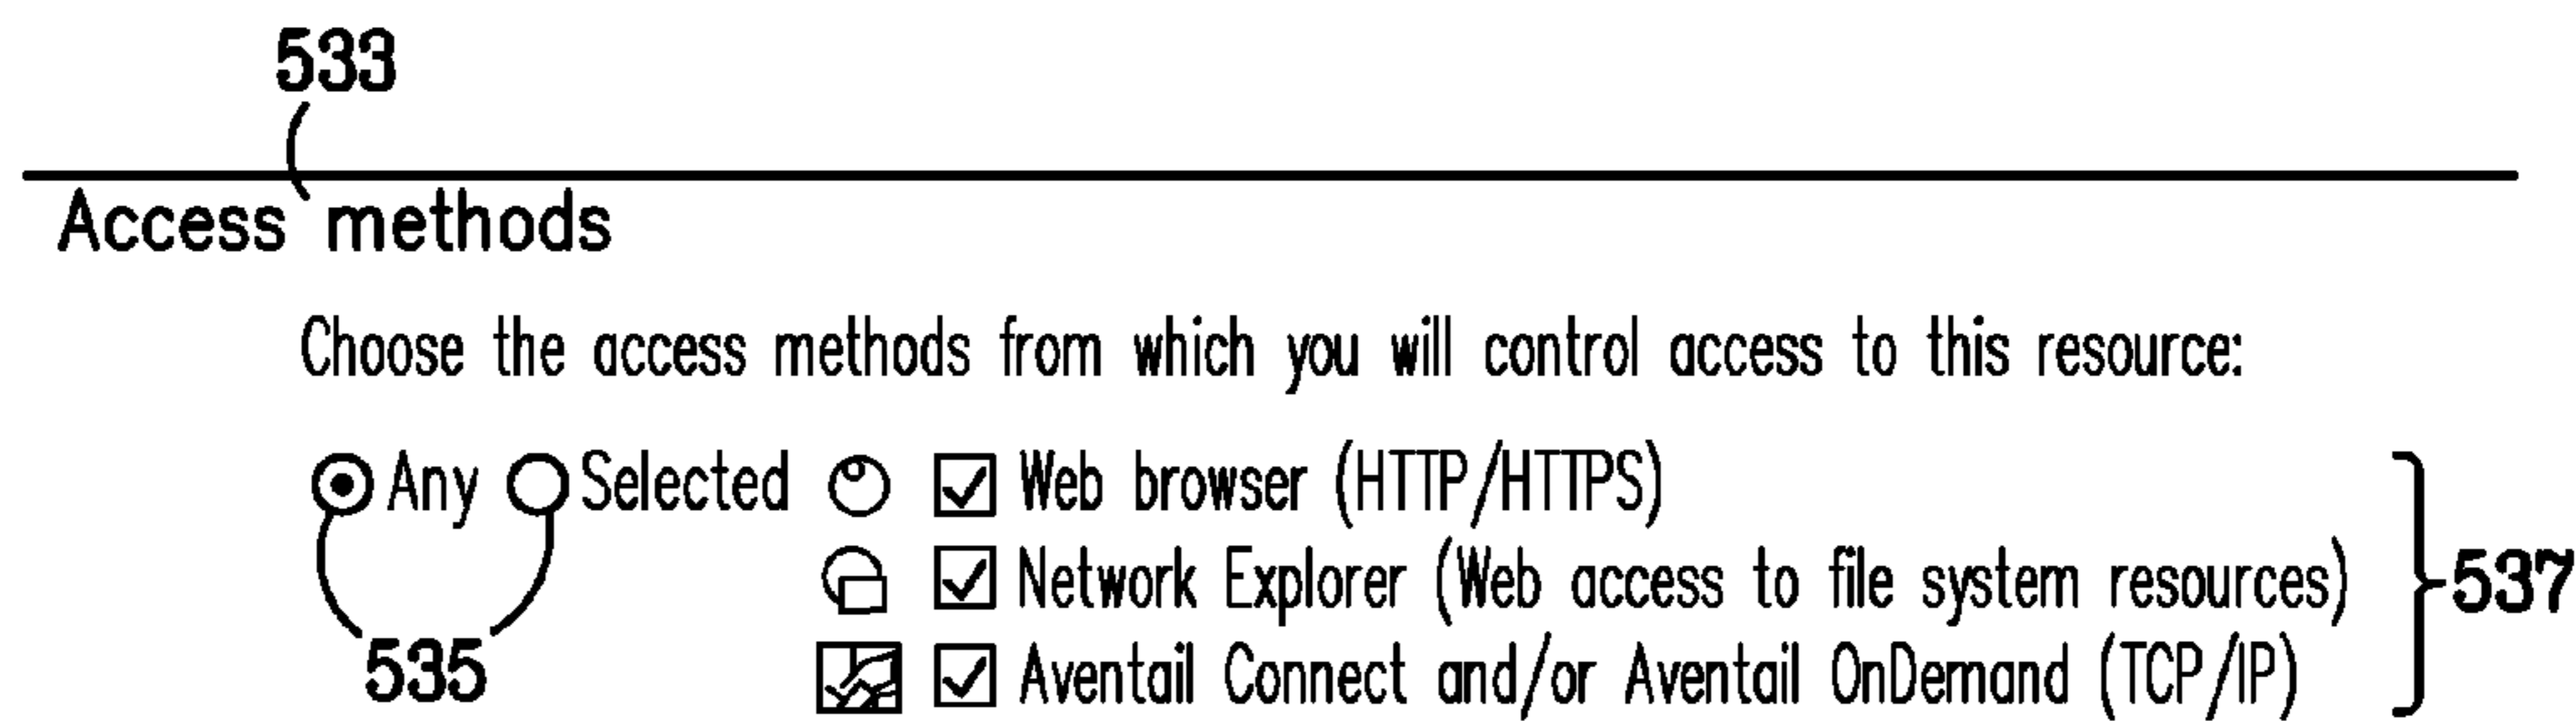 533
Access methods
Choose the access methods from which you will control access to this resource:
Any Selected Web browser (HTTP/HTTPS)
Network Explorer (Web access to file system resources)
537
Aventail Connect and/or Aventail OnDemand (TCP/IP)
535